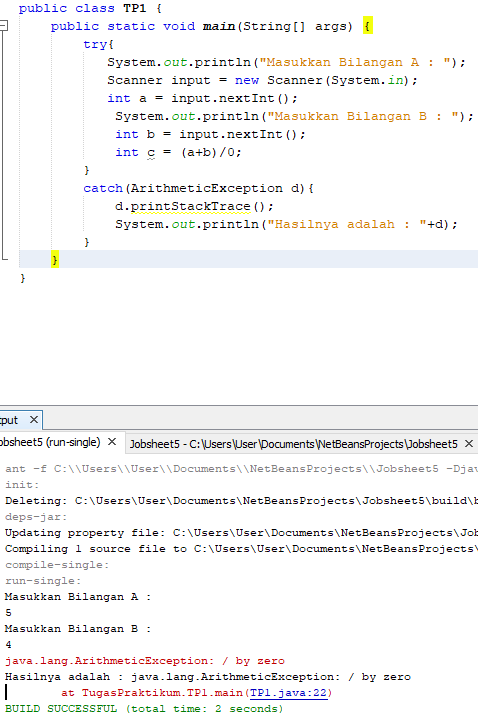 public class TP1 {
public static void main(String[] args) {
try{
System.out.println("Masukkan Bilangan A : ");
Scanner input = new Scanner(System.in);
int a = input.nextInt();
System.out.println("Masukkan Bilangan B : ");
int b = input.nextInt();
int c = (a+b)/0;
}
catch(ArithmeticException d){
d.printStackTrace();
System.out.println("Hasilnya adalah : "+d);
}
}
}
tput ×
obsheet5 (run-single) × Jobsheet5 - C:\Users\User\Documents\NetBeansProjects\Jobsheet5 ×
ant -f C:\\Users\\User\\Documents\\NetBeansProjects\\Jobsheet5 -Djav
init:
Deleting: C:\Users\User\Documents\NetBeansProjects\Jobsheet5\build\b
deps-jar:
Updating property file: C:\Users\User\Documents\NetBeansProjects\Job
Compiling 1 source file to C:\Users\User\Documents\NetBeansProjects\
compile-single:
run-single:
Masukkan Bilangan A :
5
Masukkan Bilangan B :
4
java.lang.ArithmeticException: / by zero
Hasilnya adalah : java.lang.ArithmeticException: / by zero
at TugasPraktikum.TP1.main(TP1.java:22)
BUILD SUCCESSFUL (total time: 2 seconds)